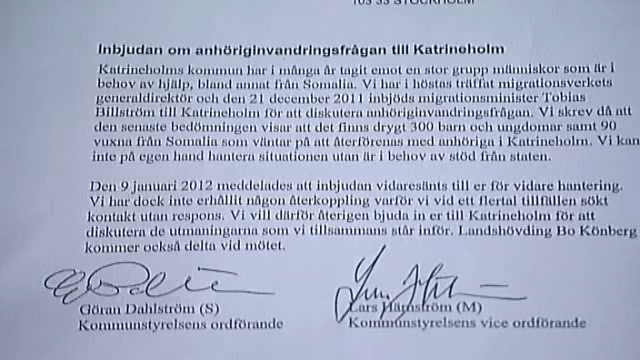 103 33 STOCKHOLM
Inbjudan om anhöriginvandringsfrågan till Katrineholm
Katrineholms kommun har i många år tagit emot en stor grupp människor som är i
behov av hjälp, bland annat från Somalia. Vi har i höstas träffat migrationsverkets
generaldirektör och den 21 december 2011 inbjöds migrationsminister Tobias
Billström till Katrineholm för att diskutera anhöriginvandringsfrågan. Vi skrev då att
den senaste bedömningen visar att det finns drygt 300 barn och ungdomar samt 90
vuxna från Somalia som väntar på att återförenas med anhöriga i Katrineholm. Vi kan
inte på egen hand hantera situationen utan är i behov av stöd från staten.
Den 9 januari 2012 meddelades att inbjudan vidaresänts till er för vidare hantering.
Vi har dock inte erhållit någon återkoppling varför vi vid ett flertal tillfällen sökt
kontakt utan respons. Vi vill därför återigen bjuda in er till Katrineholm för att
diskutera de utmaningarna som vi tillsammans står inför. Landshövding Bo Könberg
kommer också delta vid mötet.
Göran Dahlström (S)
Kommunstyrelsens ordförande
Lars Härnström (M)
Kommunstyrelsens vice ordförande